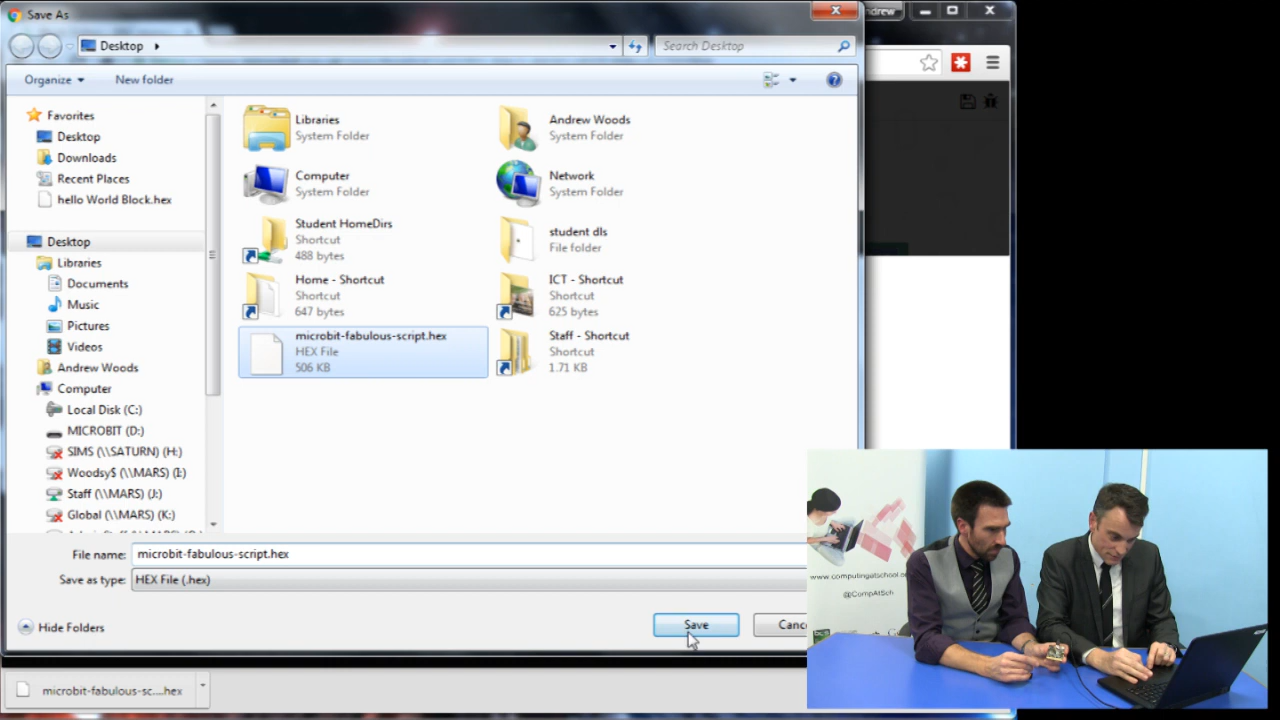 Save As
drew
Desktop
Search Desktop
Organize
New folder
Favorites
Desktop
Downloads
Recent Places
hello World Block.hex
Desktop
Libraries
Documents
Music
Pictures
Videos
Andrew Woods
Computer
Local Disk (C:)
MICROBIT (D:)
SIMS (\\SATURN) (H:)
Woodsy$ (\\MARS) (I:)
Staff (\\MARS) (J:)
Global (\\MARS) (K:)
Libraries
System Folder
Andrew Woods
System Folder
Computer
System Folder
Network
System Folder
Student HomeDirs
Shortcut
488 bytes
student dls
File folder
Home - Shortcut
Shortcut
647 bytes
ICT - Shortcut
Shortcut
625 bytes
microbit-fabulous-script.hex
HEX File
506 KB
Staff - Shortcut
Shortcut
1.71 KB
File name: microbit-fabulous-script.hex
Save as type: HEX File (.hex)
Hide Folders
Save
Canc
microbit-fabulous-sc....hex
www.computingatschool.or
@CompAtSch